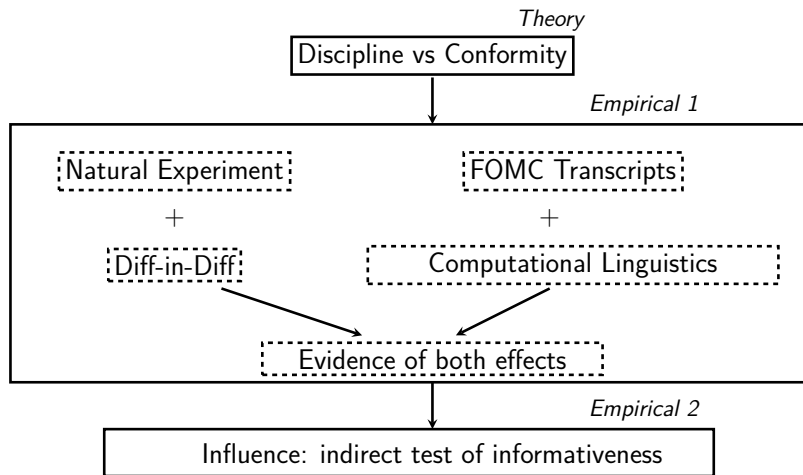 Theory
Discipline vs Conformity
Empirical 1
Natural Experiment
FOMC Transcripts
+
+
Diff-in-Diff
Computational Linguistics
Evidence of both effects
Empirical 2
Influence: indirect test of informativeness